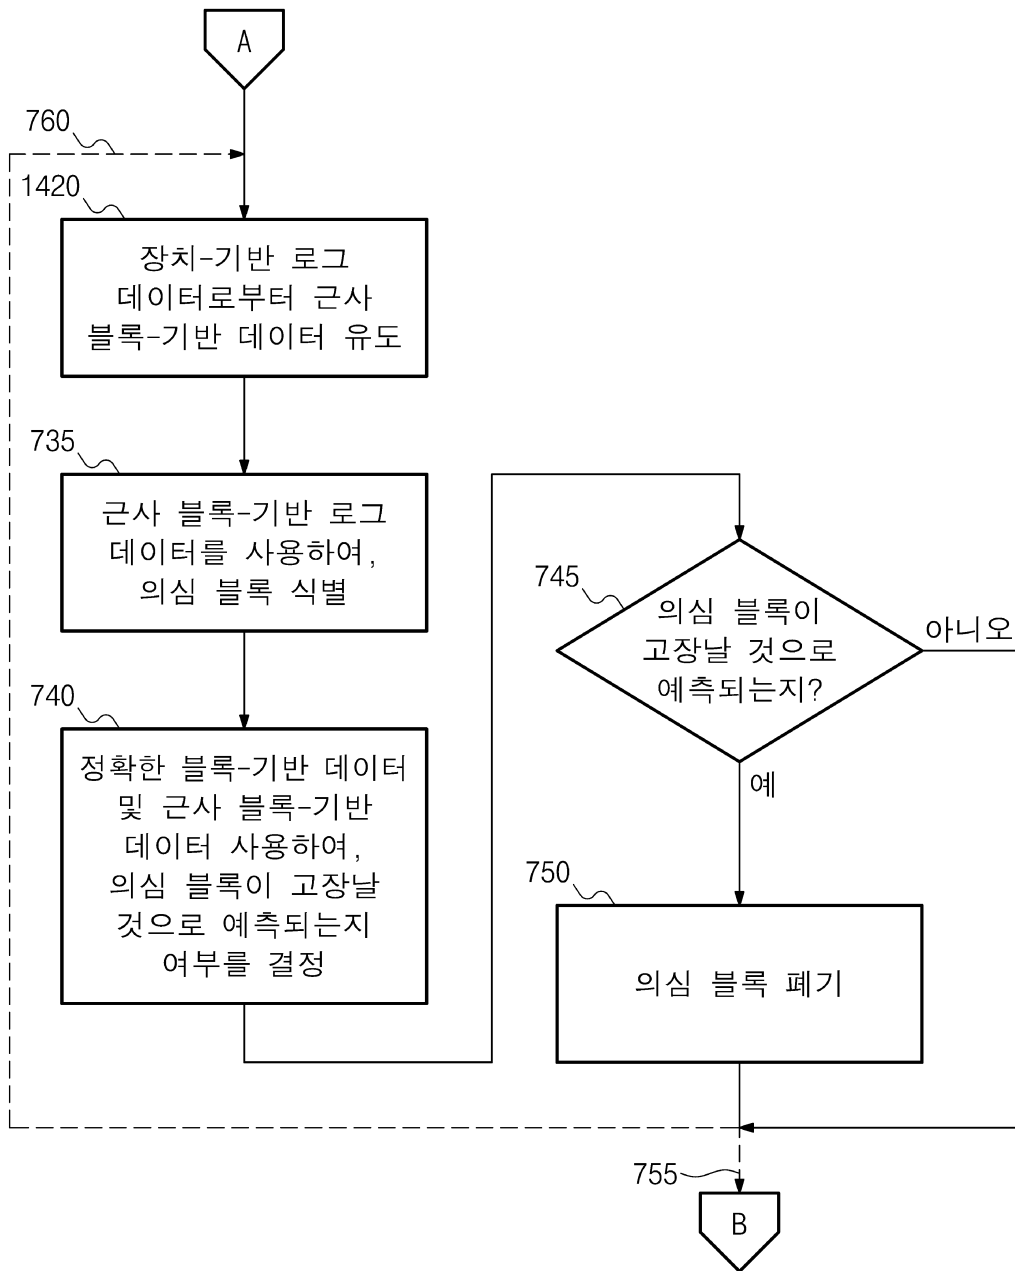 A
760
1420
장치-기반 로그
데이터로부터 근사
블록-기반 데이터 유도
735
근사 블록-기반 로그
데이터를 사용하여,
의심 블록 식별
740
정확한 블록-기반 데이터
및 근사 블록-기반
데이터 사용하여,
의심 블록이 고장날
것으로 예측되는지
여부를 결정
745
의심 블록이
고장날 것으로
예측되는지?
아니오
예
750
의심 블록 폐기
755
B